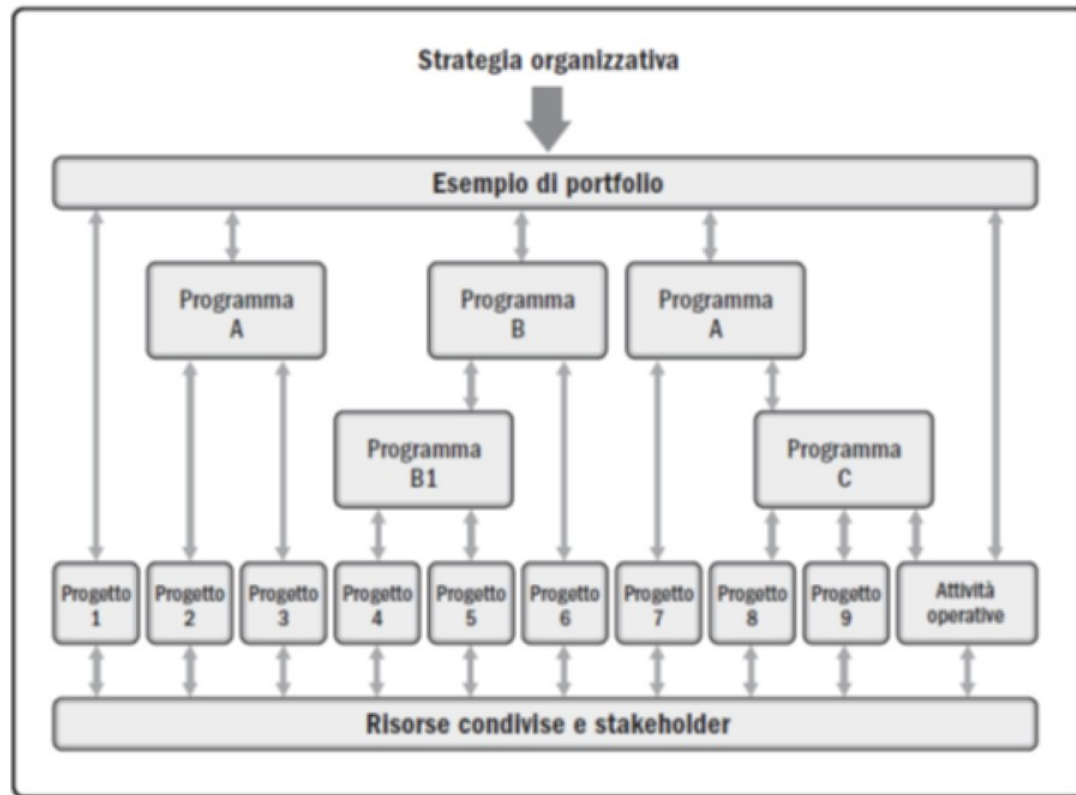 Strategia organizzativa
Esempio di portfolio
Programma
A
Programma
B
Programma
A
Programma
B1
Programma
C
Progetto
1
Progetto
2
Progetto
3
Progetto
4
Progetto
5
Progetto
6
Progetto
7
Progetto
8
Progetto
9
Attività
operative
Risorse condivise e stakeholder